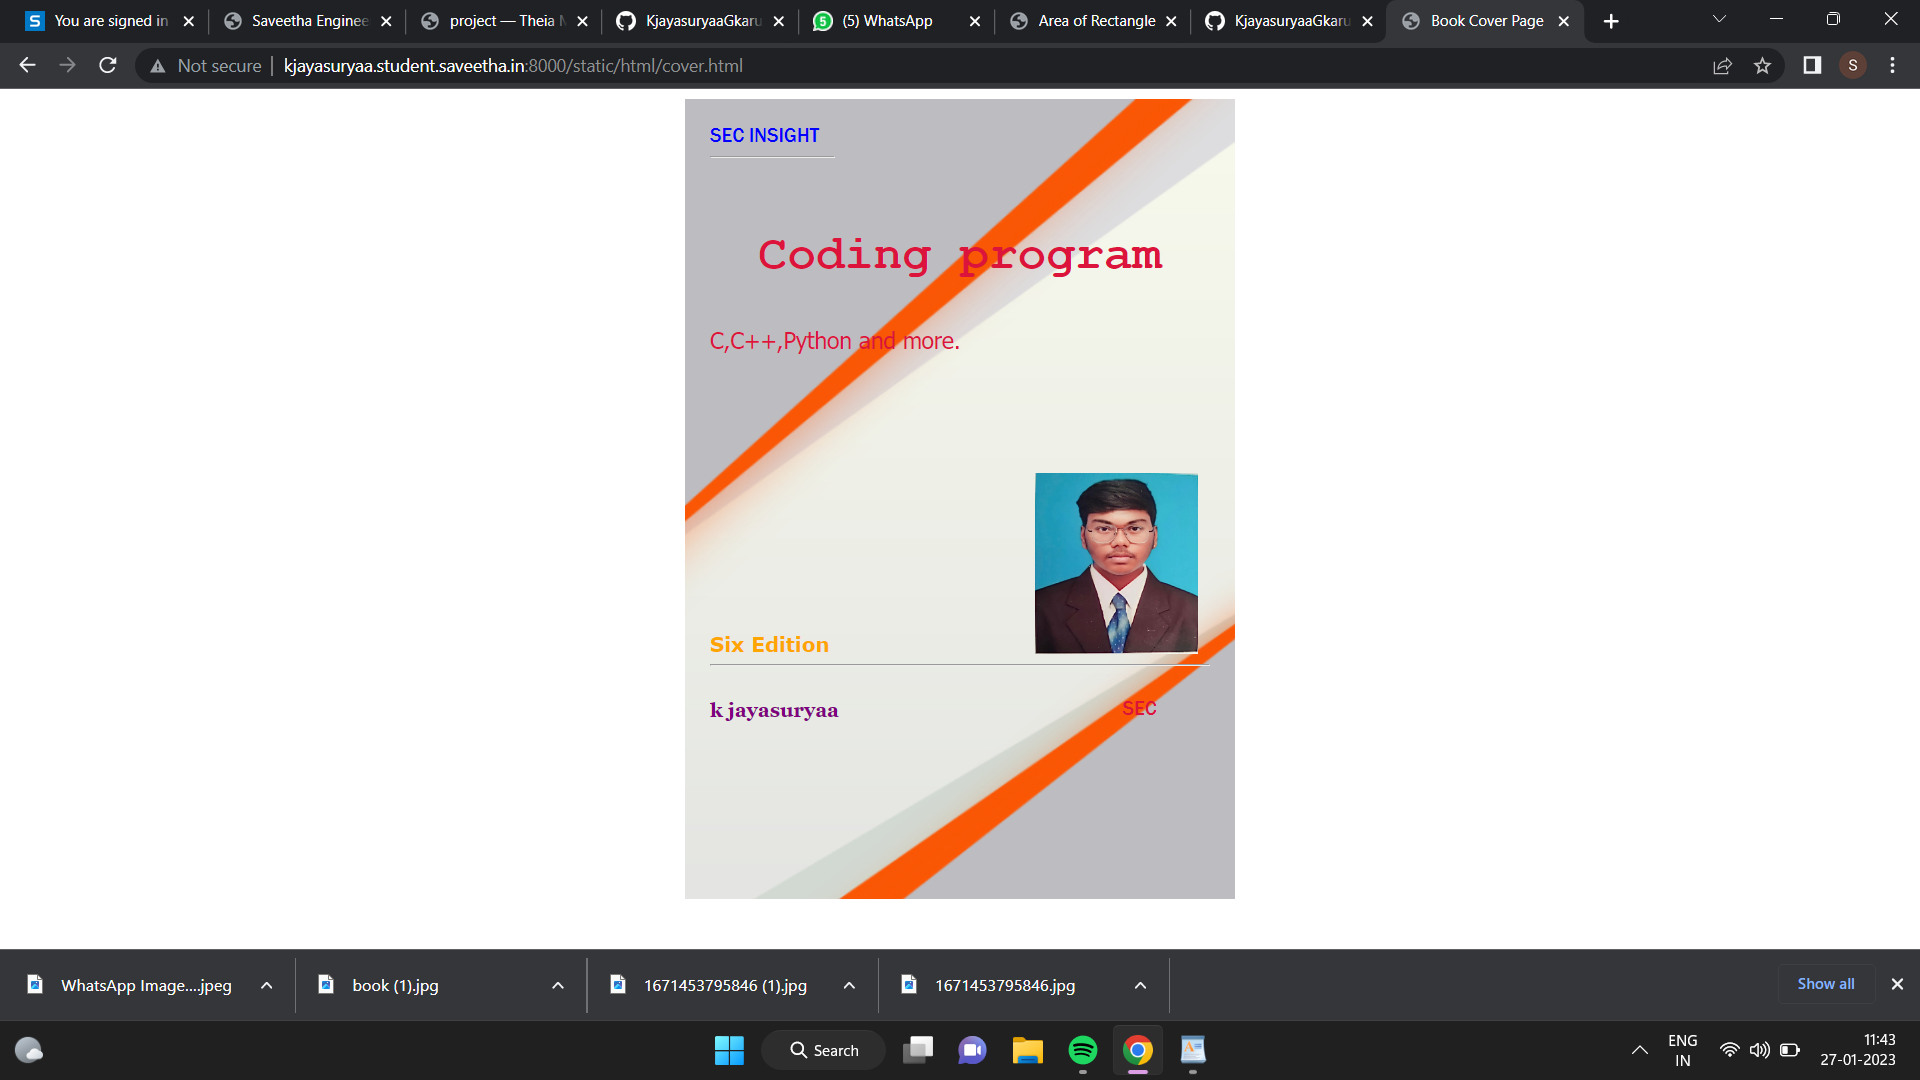 You are signed in
Saveetha Enginee
project — Theia
KjayasuryaaGkaru
(5) WhatsApp
Area of Rectangle
KjayasuryaaGkaru
Book Cover Page
Not secure
kjayasuryaa.student.saveetha.in:8000/static/html/cover.html
S
SEC INSIGHT
Coding program
C,C++,Python and more.
Six Edition
k jayasuryaa
SEC
WhatsApp Image....jpeg
book (1).jpg
1671453795846 (1).jpg
1671453795846.jpg
Show all
Search
ENG
IN
11:43
27-01-2023